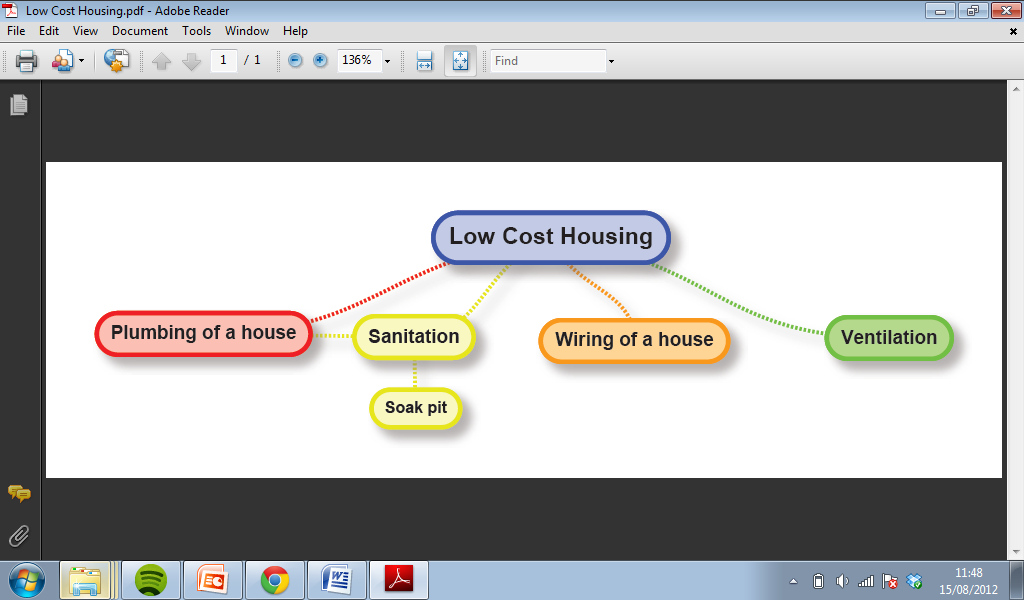 Low Cost Housing.pdf - Adobe Reader
File Edit View Document Tools Window Help
1 / 1 136% Find
Low Cost Housing
Plumbing of a house
Sanitation
Wiring of a house
Ventilation
Soak pit
11:48
15/08/2012